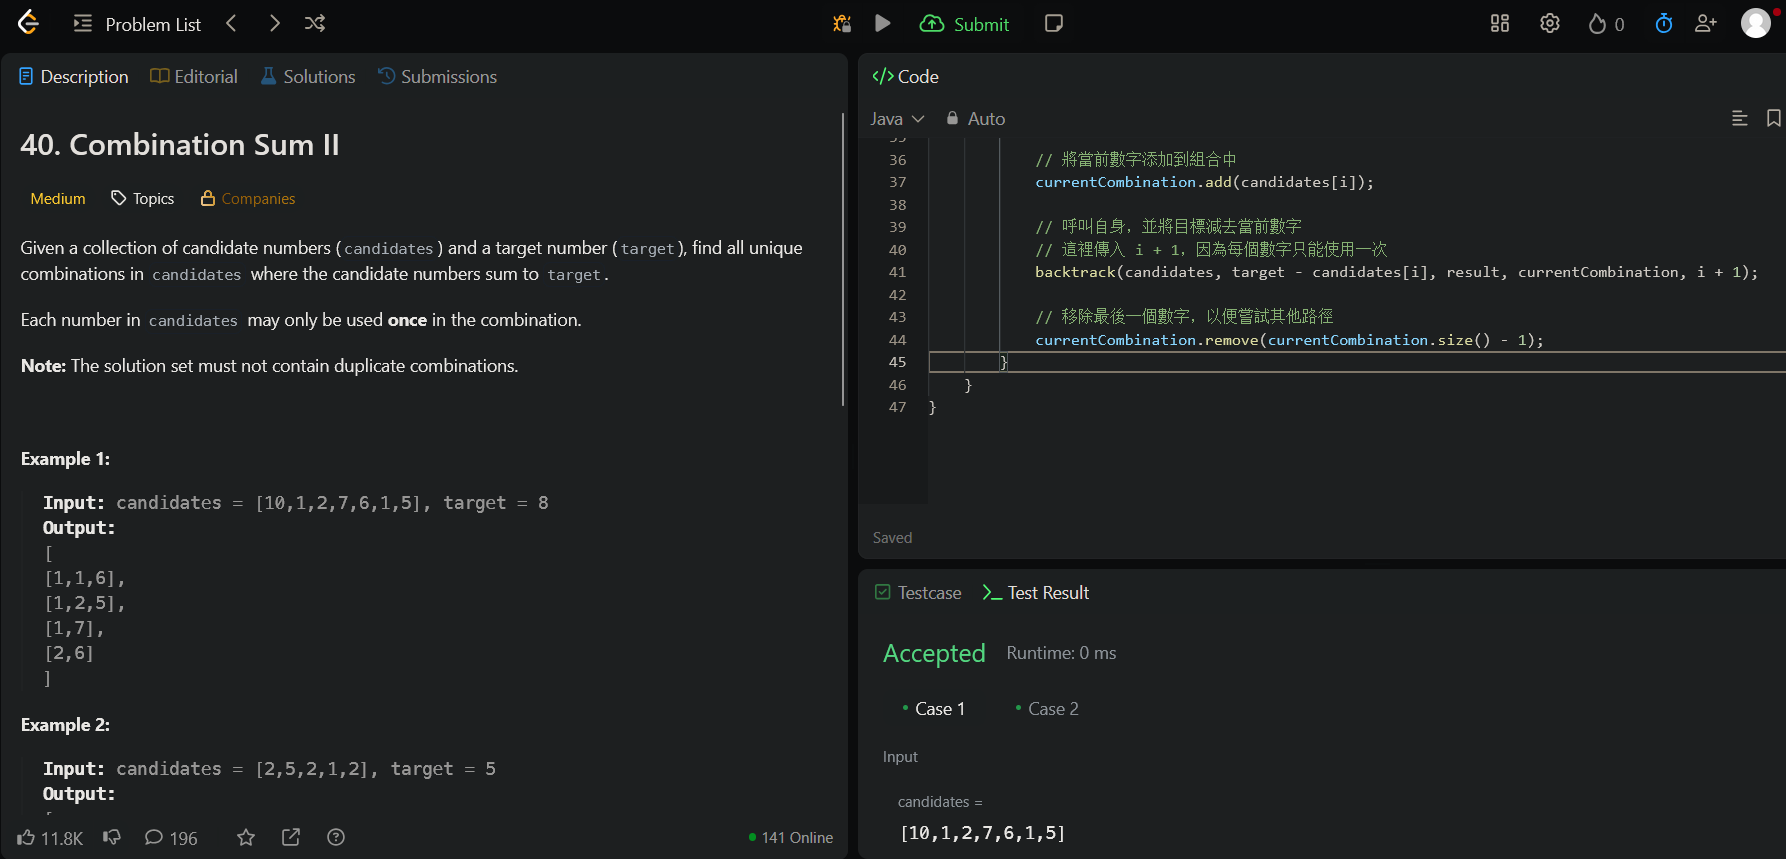 Problem List
Submit
0
Description Editorial Solutions Submissions
40. Combination Sum II
Medium Topics Companies
Given a collection of candidate numbers (candidates) and a target number (target), find all unique
combinations in candidates where the candidate numbers sum to target.
Each number in candidates may only be used once in the combination.
Note: The solution set must not contain duplicate combinations.
Example 1:
Input: candidates = [10,1,2,7,6,1,5], target = 8
Output:
[
[1,1,6],
[1,2,5],
[1,7],
[2,6]
]
Example 2:
Input: candidates = [2,5,2,1,2], target = 5
Output:
[
11.8K 196 141 Online
</> Code
Java Auto
35
36 // 將當前數字添加到組合中
37 currentCombination.add(candidates[i]);
38
39 // 呼叫自身，並將目標減去當前數字
40 // 這裡傳入 i + 1，因為每個數字只能使用一次
41 backtrack(candidates, target - candidates[i], result, currentCombination, i + 1);
42
43 // 移除最後一個數字，以便嘗試其他路徑
44 currentCombination.remove(currentCombination.size() - 1);
45 }
46 }
47 }
Saved
Testcase Test Result
Accepted Runtime: 0 ms
Case 1 Case 2
Input
candidates =
[10,1,2,7,6,1,5]